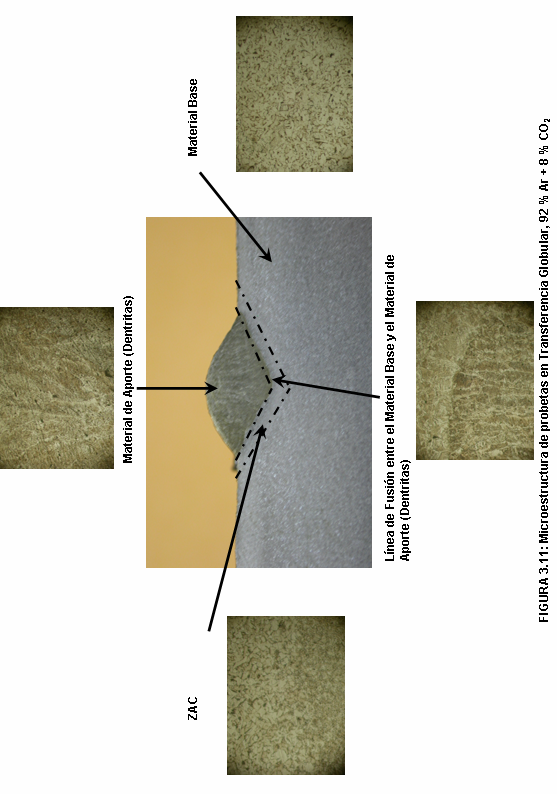 Material de Aporte (Dentritas)
Material Base
ZAC
Línea de Fusión entre el Material Base y el Material de
Aporte (Dentritas)
FIGURA 3.11: Microestructura de probetas en Transferencia Globular, 92 % Ar + 8 % CO₂